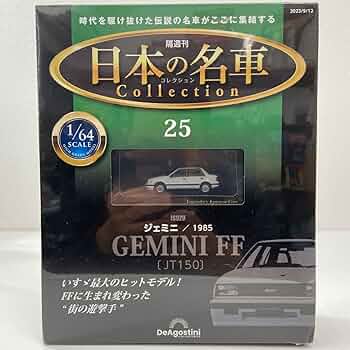 時代を駆け抜けた伝説の名車がここに集結する
2023/9/12
隔週刊
日本の名車
コレクション
Collection
1/64
SCALE
25
Legendary Japanese Cars
ISUZU
ジェミニ / 1985
GEMINI FF
〔JT150〕
いすゞ最大のヒットモデル!
FFに生まれ変わった
“街の遊撃手”
DeAGOSTINI